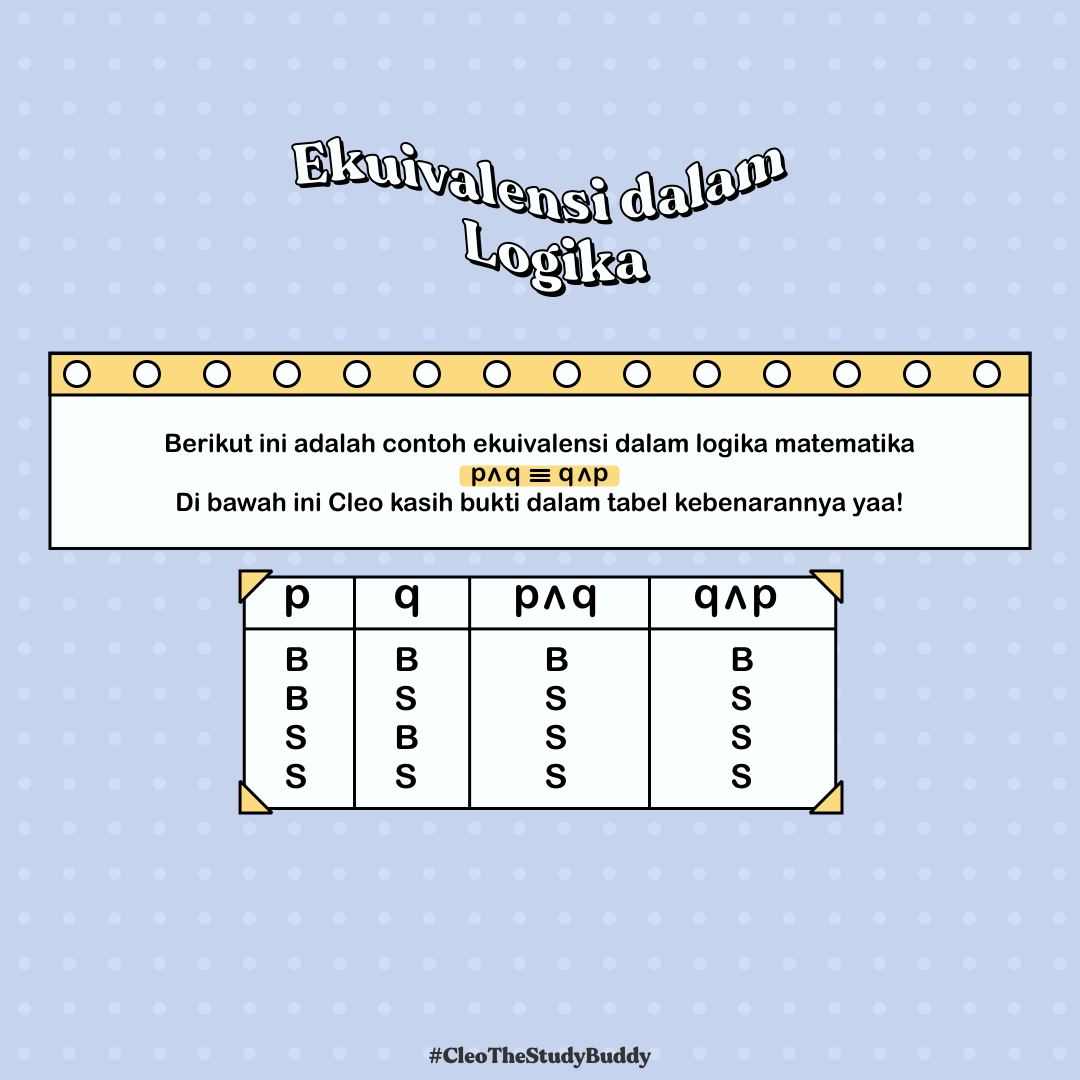 Ekuivalensi dalam
Logika
Berikut ini adalah contoh ekuivalensi dalam logika matematika
p∧q ≡ q∧p
Di bawah ini Cleo kasih bukti dalam tabel kebenarannya yaa!
p q p∧q q∧p
B B B B
B S S S
S B S S
S S S S
#CleoTheStudyBuddy